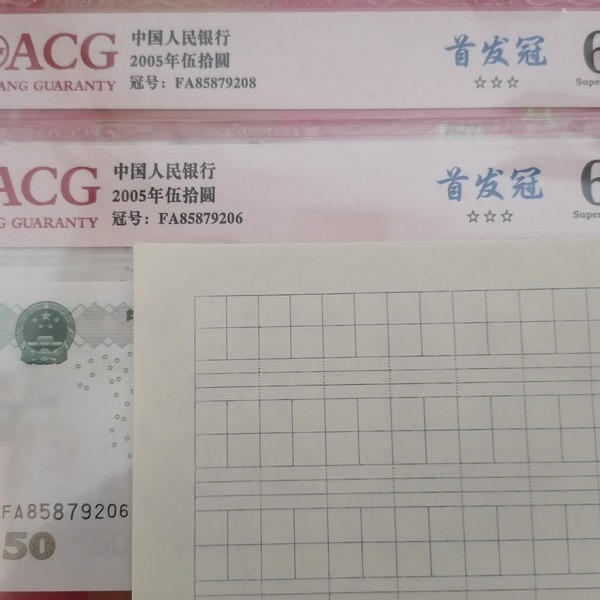 ACG
ANG GUARANTY
中国人民银行
2005年伍拾圆
冠号：FA85879208
首发冠
☆☆☆
6
Super
ACG
G GUARANTY
中国人民银行
2005年伍拾圆
冠号：FA85879206
首发冠
☆☆☆
6
Super
FA85879206
50
50